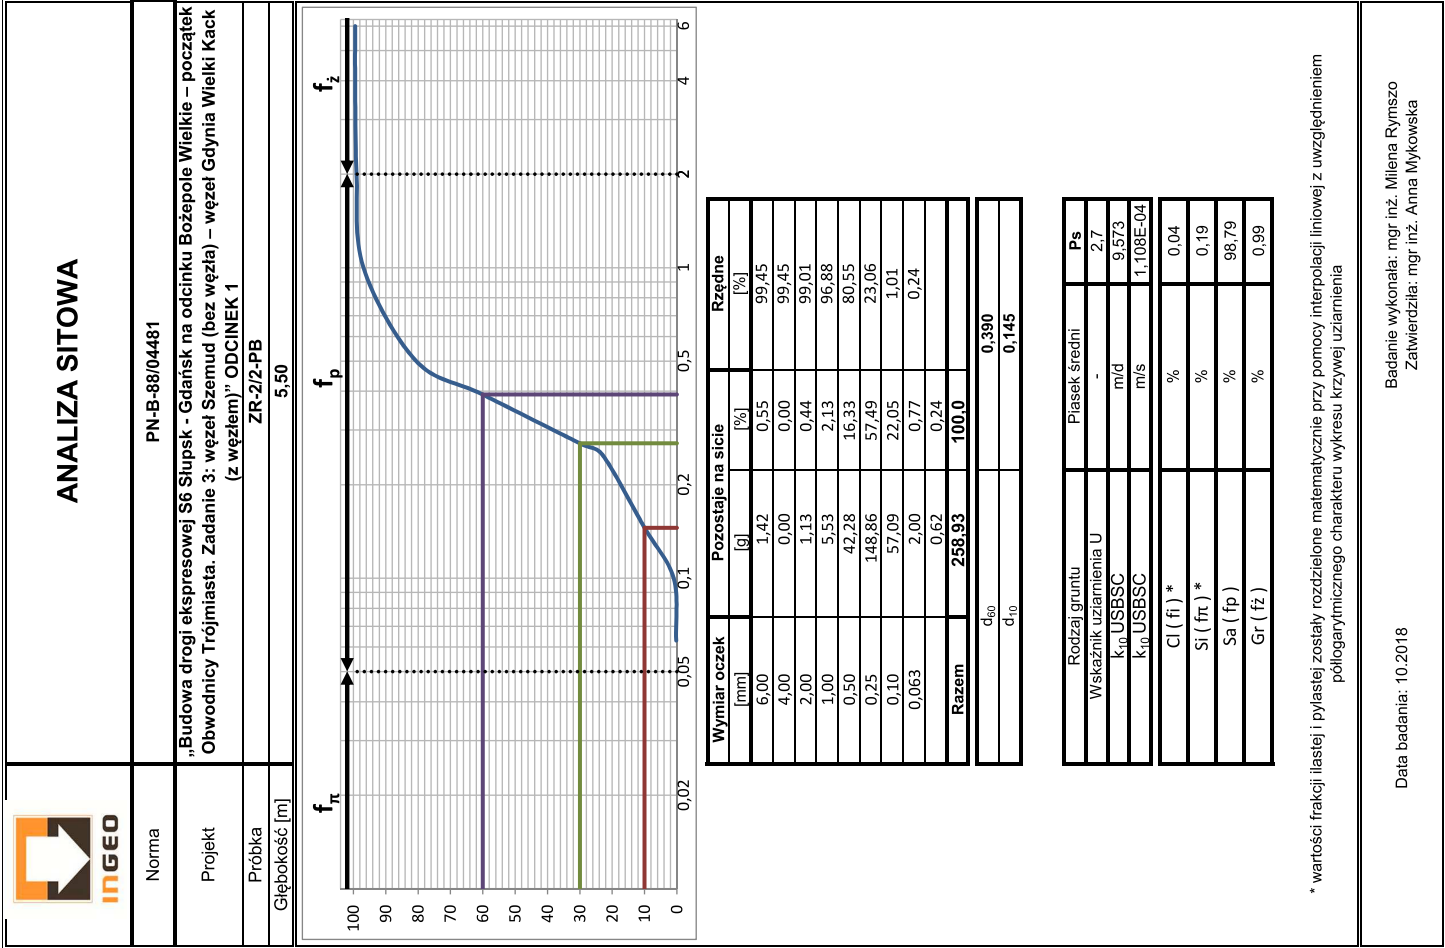 INGEO
ANALIZA SITOWA
Norma PN-B-88/04481
Projekt „Budowa drogi ekspresowej S6 Słupsk - Gdańsk na odcinku Bożepole Wielkie – początek
Obwodnicy Trójmiasta. Zadanie 3: węzeł Szemud (bez węzła) – węzeł Gdynia Wielki Kack
(z węzłem)” ODCINEK 1
Próbka ZR-2/2-PB
Głębokość [m] 5,50
fπ fp fż
100
90
80
70
60
50
40
30
20
10
0
0,02 0,05 0,1 0,2 0,5 1 2 4 6
Wymiar oczek Pozostaje na sicie Rzędne
[mm] [g] [%] [%]
6,00 1,42 0,55 99,45
4,00 0,00 0,00 99,45
2,00 1,13 0,44 99,01
1,00 5,53 2,13 96,88
0,50 42,28 16,33 80,55
0,25 148,86 57,49 23,06
0,10 57,09 22,05 1,01
0,063 2,00 0,77 0,24
0,62 0,24
Razem 258,93 100,0
d60 0,390
d10 0,145
Rodzaj gruntu Piasek średni Ps
Wskaźnik uziarnienia U - 2,7
k10 USBSC m/d 9,573
k10 USBSC m/s 1,108E-04
Cl ( fi ) * % 0,04
Si ( fπ ) * % 0,19
Sa ( fp ) % 98,79
Gr ( fż ) % 0,99
* wartości frakcji ilastej i pylastej zostały rozdzielone matematycznie przy pomocy interpolacji liniowej z uwzględnieniem
półlogarytmicznego charakteru wykresu krzywej uziarnienia
Data badania: 10.2018
Badanie wykonała: mgr inż. Milena Rymszo
Zatwierdziła: mgr inż. Anna Mykowska